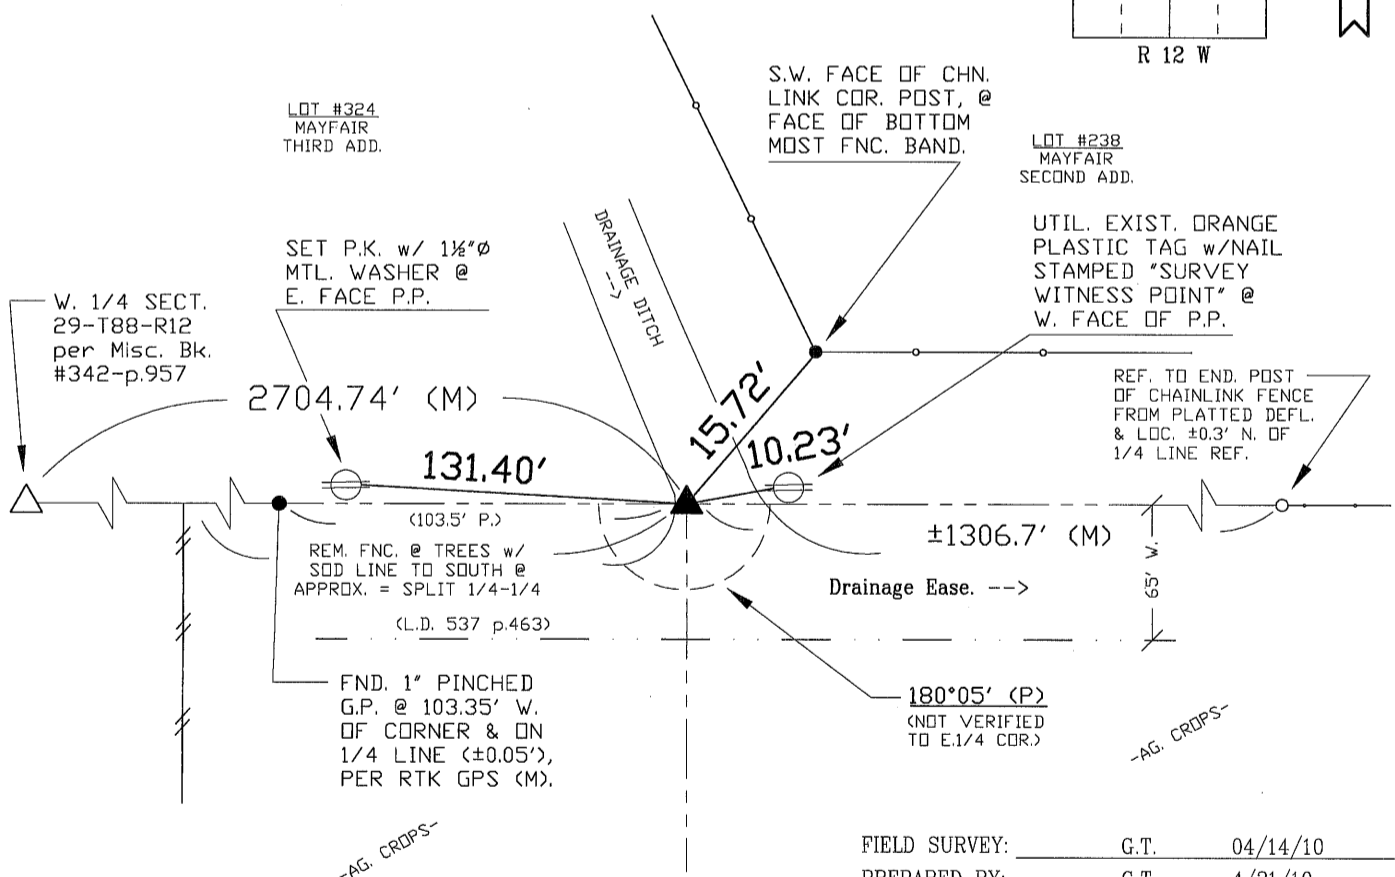 R 12 W
S.W. FACE OF CHN.
LINK COR. POST, @
FACE OF BOTTOM
MOST FNC. BAND.
LOT #324
MAYFAIR
THIRD ADD.
LOT #238
MAYFAIR
SECOND ADD.
DRAINAGE DITCH
-->
UTIL. EXIST. ORANGE
PLASTIC TAG w/NAIL
STAMPED "SURVEY
WITNESS POINT" @
W. FACE OF P.P.
SET P.K. w/ 1½"Ø
MTL. WASHER @
E. FACE P.P.
W. 1/4 SECT.
29-T88-R12
per Misc. Bk.
#342-p.957
2704.74' (M)
15.72'
10.23'
131.40'
REF. TO END. POST
OF CHAINLINK FENCE
FROM PLATTED DEFL.
& LOC. ±0.3' N. OF
1/4 LINE REF.
(103.5' P.)
±1306.7' (M)
REM. FNC. @ TREES w/
SOD LINE TO SOUTH @
APPROX. = SPLIT 1/4-1/4
(L.D. 537 p.463)
Drainage Ease. -->
65' W.
FND. 1" PINCHED
G.P. @ 103.35' W.
OF CORNER & ON
1/4 LINE (±0.05'),
PER RTK GPS (M).
180°05' (P)
(NOT VERIFIED
TO E.1/4 COR.)
-AG. CROPS-
-AG. CROPS-
FIELD SURVEY: G.T. 04/14/10
PREPARED BY: G.T. 4/21/10